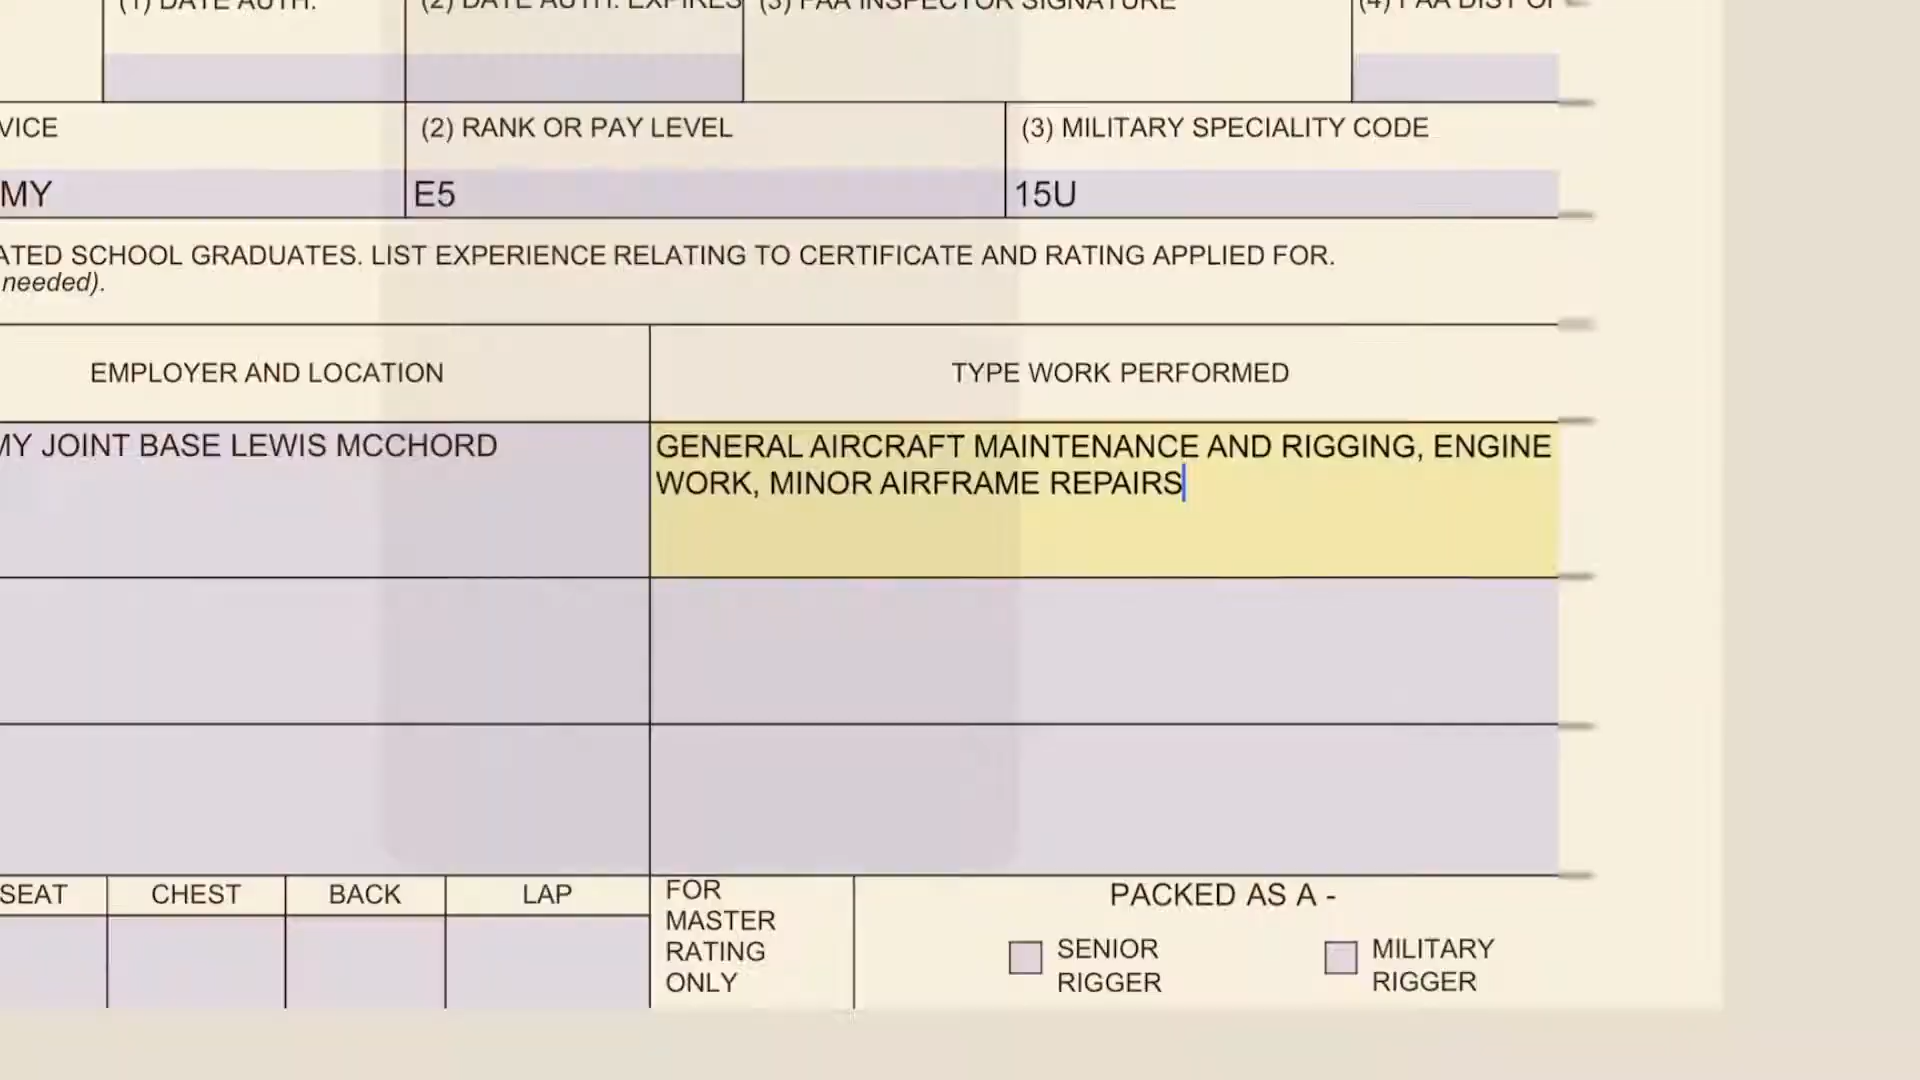 (1) DATE AUTH.
(2) DATE AUTH. EXPIRES
(3) FAA INSPECTOR SIGNATURE
(4) FAA DIST OF
VICE
(2) RANK OR PAY LEVEL
(3) MILITARY SPECIALITY CODE
MY
E5
15U
ATED SCHOOL GRADUATES. LIST EXPERIENCE RELATING TO CERTIFICATE AND RATING APPLIED FOR.
needed).
EMPLOYER AND LOCATION
TYPE WORK PERFORMED
MY JOINT BASE LEWIS MCCHORD
GENERAL AIRCRAFT MAINTENANCE AND RIGGING, ENGINE
WORK, MINOR AIRFRAME REPAIRS
SEAT
CHEST
BACK
LAP
FOR
MASTER
RATING
ONLY
PACKED AS A -
SENIOR
RIGGER
MILITARY
RIGGER